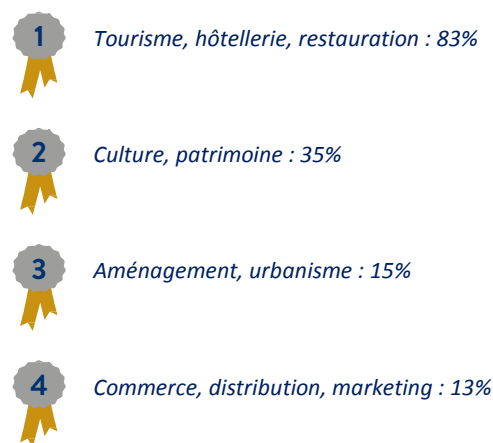 1 Tourisme, hôtellerie, restauration : 83%
2 Culture, patrimoine : 35%
3 Aménagement, urbanisme : 15%
4 Commerce, distribution, marketing : 13%